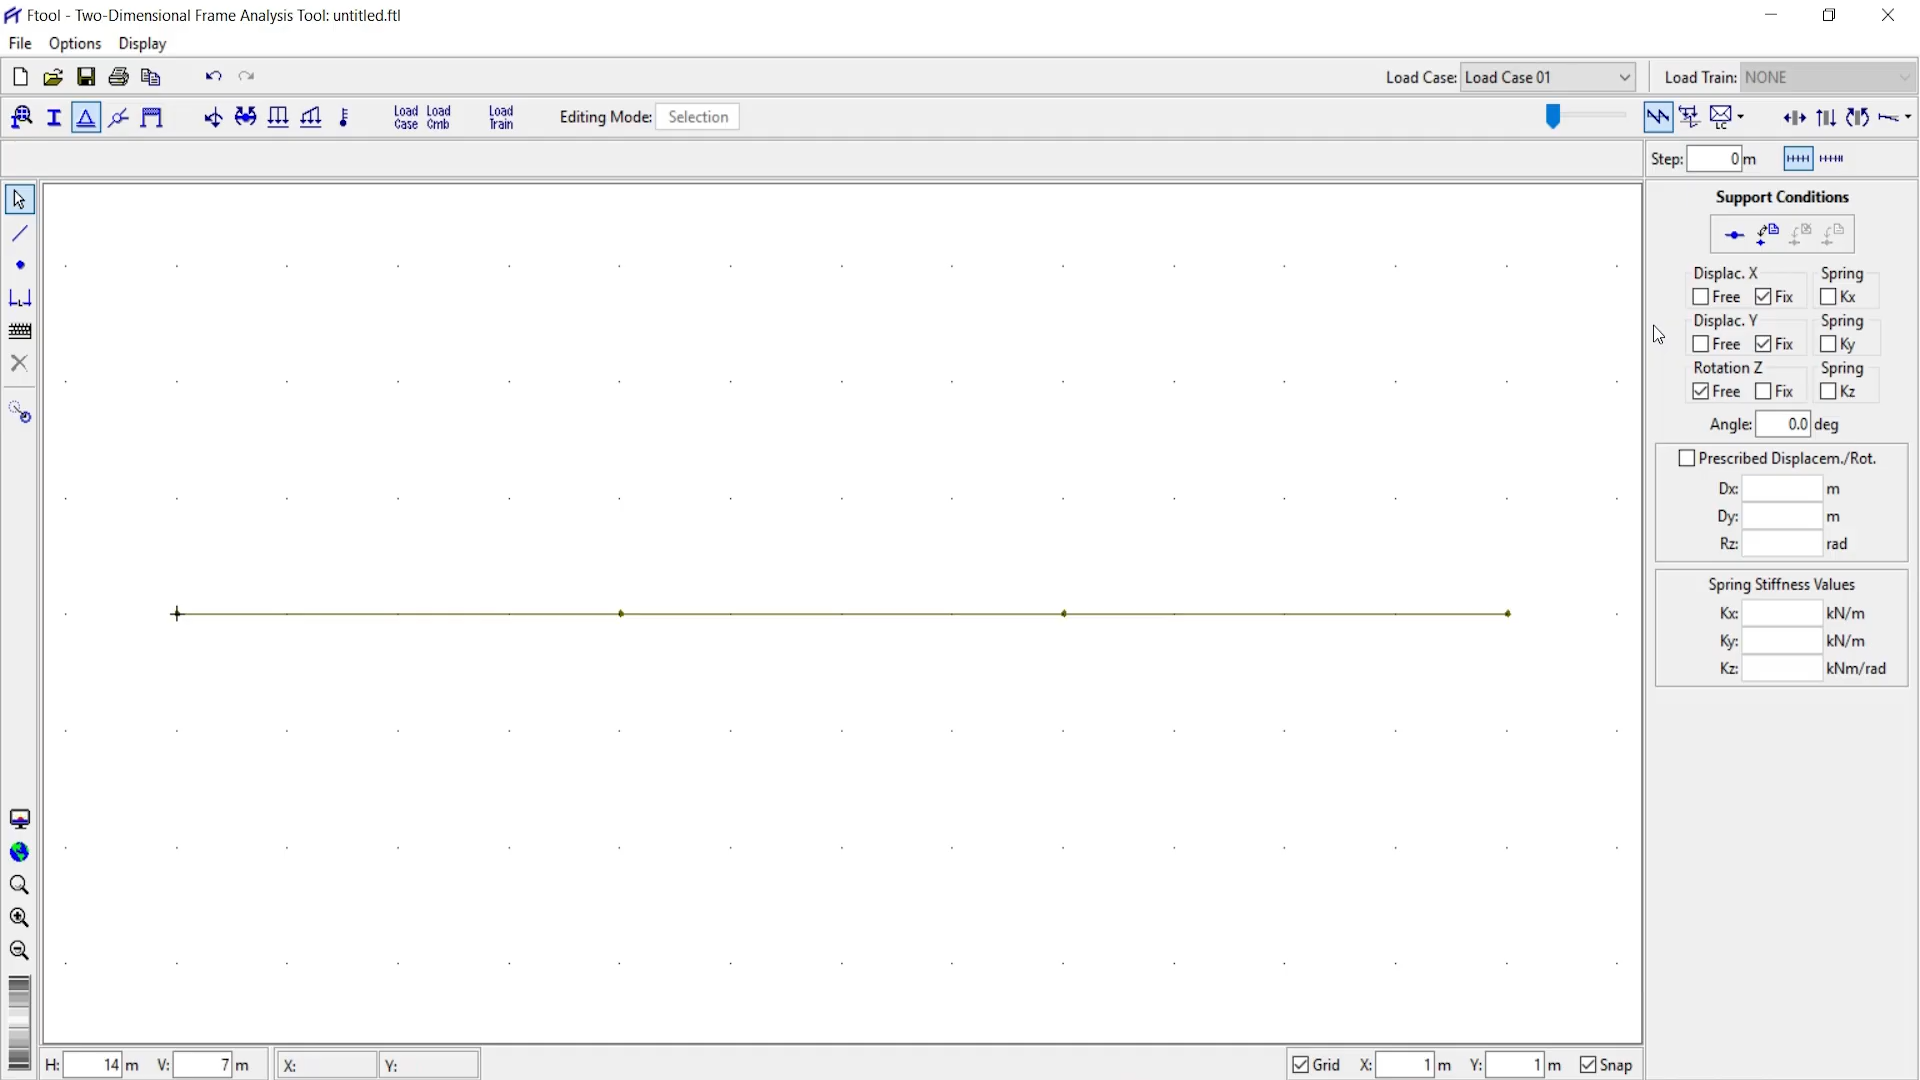 Ftool - Two-Dimensional Frame Analysis Tool: untitled.ftl
File Options Display
Load Case: Load Case 01 Load Train: NONE
Load Case Load Cmb Load Train Editing Mode: Selection LC
Step: 0 m
Support Conditions
Displac. X Spring
Free Fix Kx
Displac. Y Spring
Free Fix Ky
Rotation Z Spring
Free Fix Kz
Angle: 0.0 deg
Prescribed Displacem./Rot.
Dx: m
Dy: m
Rz: rad
Spring Stiffness Values
Kx: kN/m
Ky: kN/m
Kz: kNm/rad
H: 14 m V: 7 m X: Y: Grid X: 1 m Y: 1 m Snap